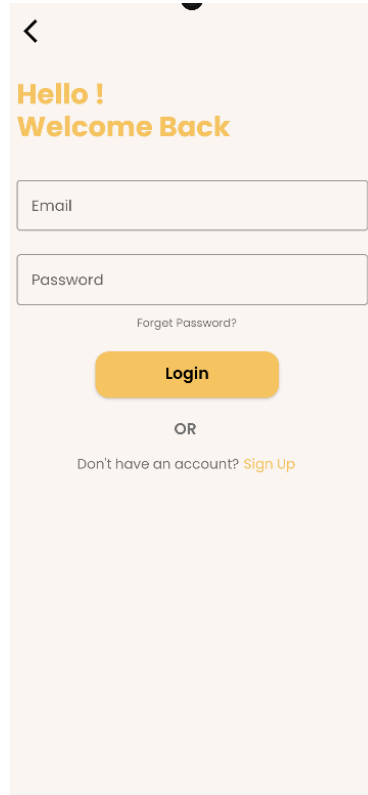 Hello !
Welcome Back
Email
Password
Forget Password?
Login
OR
Don't have an account? Sign Up